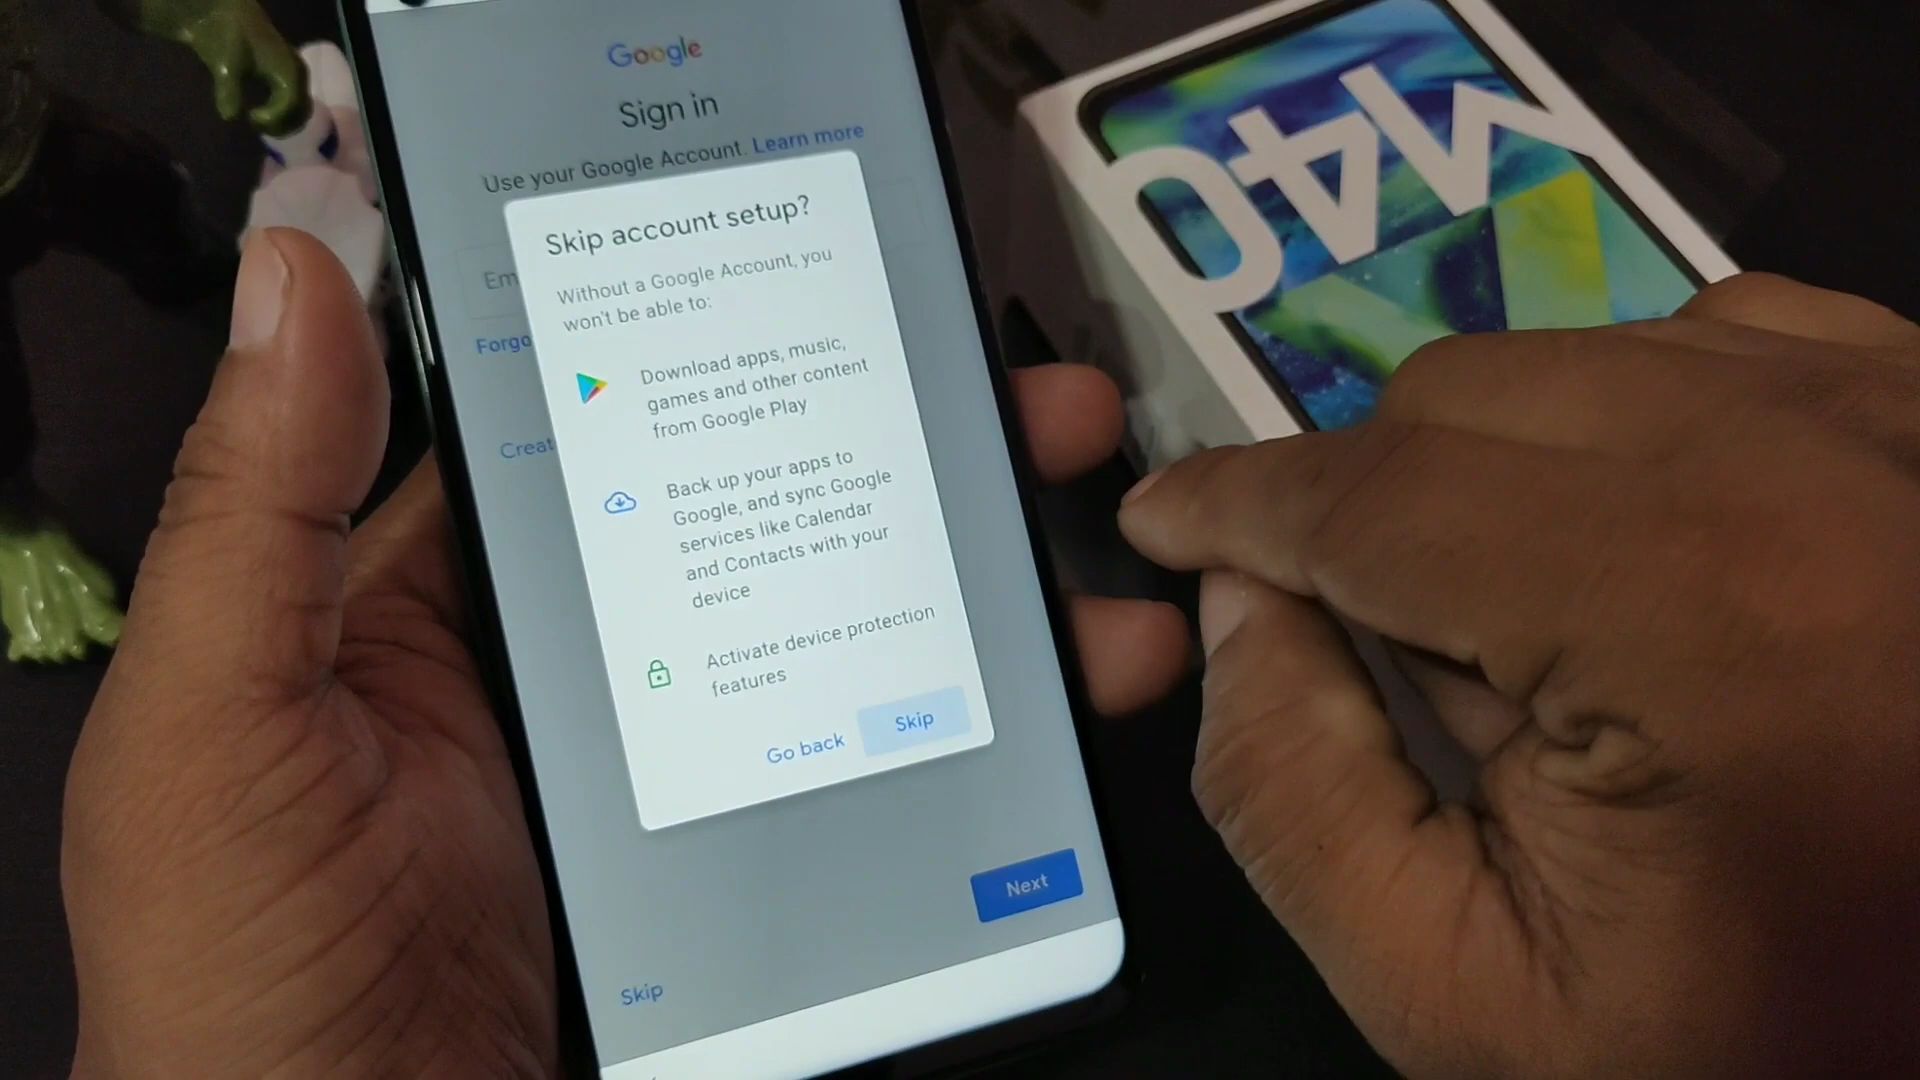 Google
Sign in
Use your Google Account. Learn more
Skip account setup?
Without a Google Account, you
won't be able to:
Download apps, music,
games and other content
from Google Play
Back up your apps to
Google, and sync Google
services like Calendar
and Contacts with your
device
Activate device protection
features
Go back Skip
Em
Forgo
Creat
Next
Skip
M40